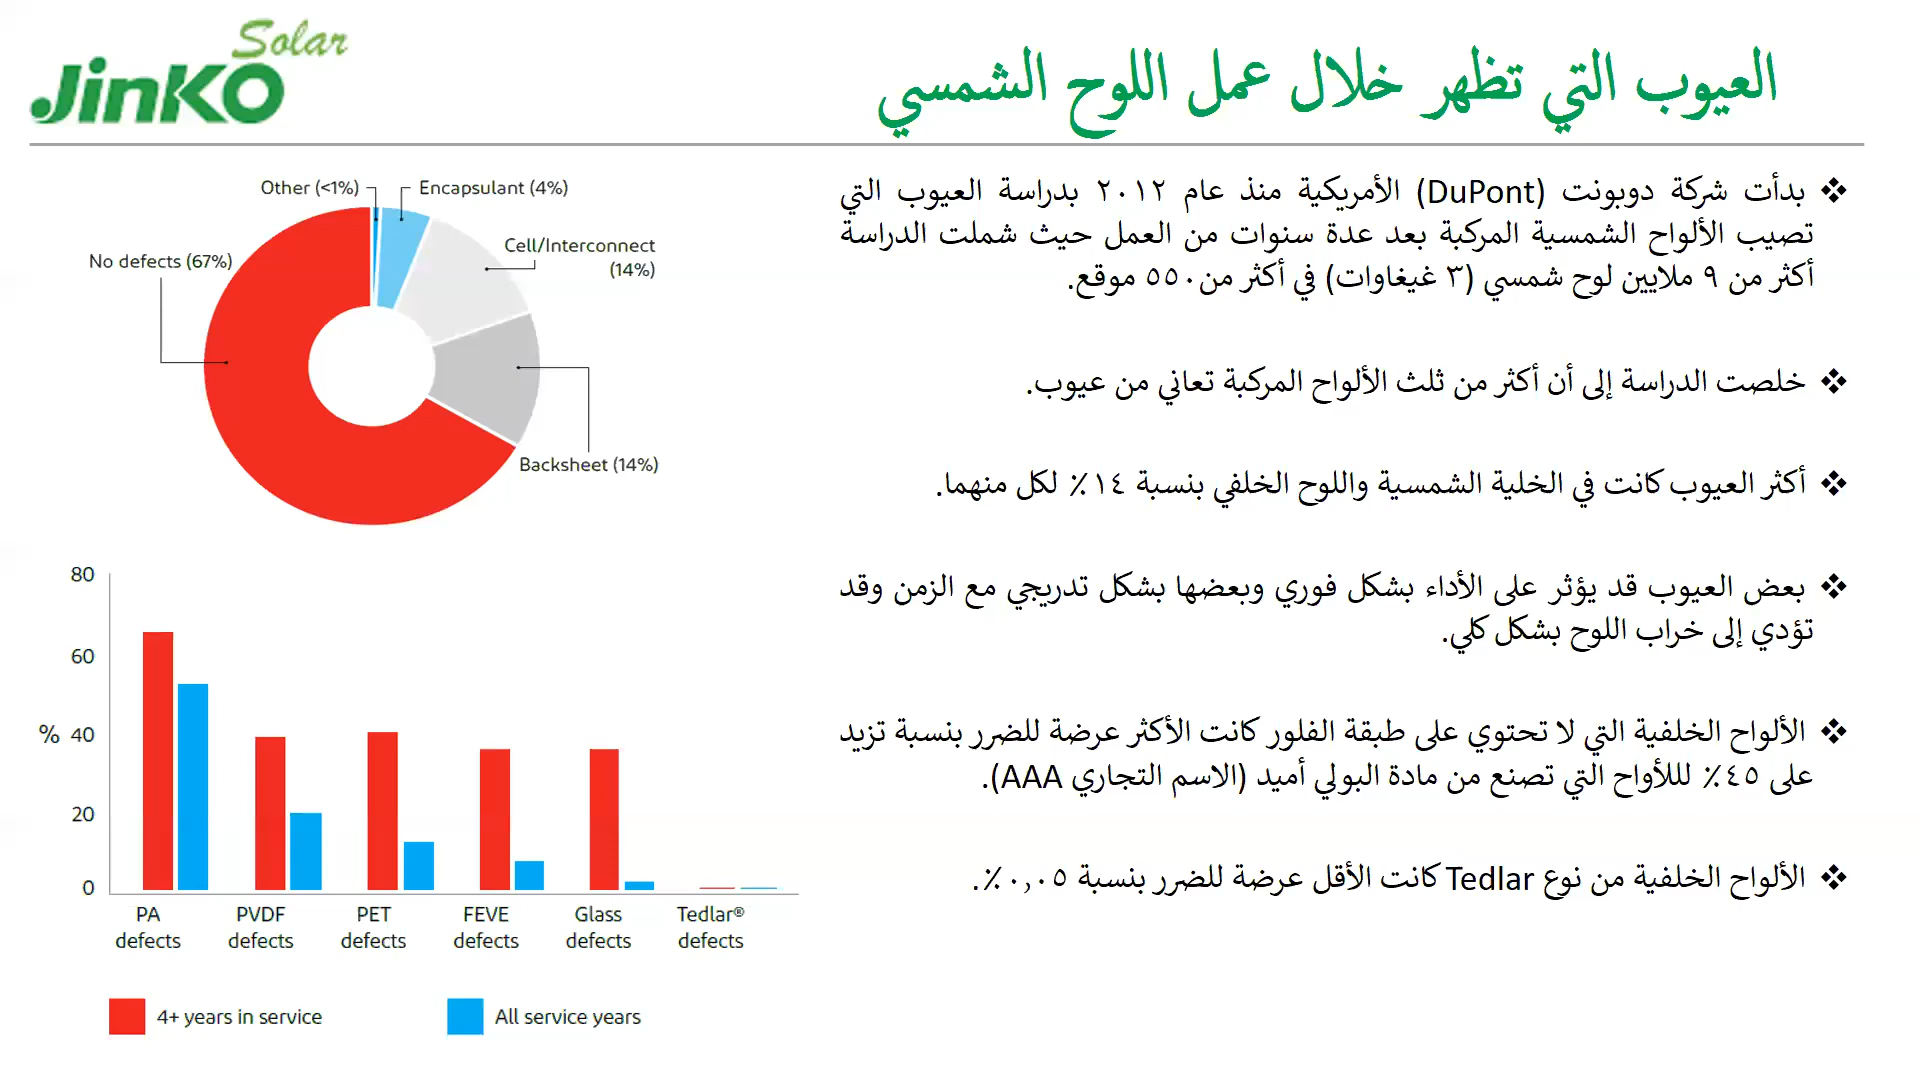 Solar
JinKO
العيوب التي تظهر خلال عمل اللوح الشمسي
❖ بدأت شركة دوبونت (DuPont) الأمريكية منذ عام ٢٠١٢ بدراسة العيوب التي
تصيب الألواح الشمسية المركبة بعد عدة سنوات من العمل حيث شملت الدراسة
أكثر من ٩ ملايين لوح شمسي (٣ غيغاوات) في أكثر من٥٥٠ موقع.
❖ خلصت الدراسة إلى أن أكثر من ثلث الألواح المركبة تعاني من عيوب.
❖ أكثر العيوب كانت في الخلية الشمسية واللوح الخلفي بنسبة ١٤٪ لكل منهما.
❖ بعض العيوب قد يؤثر على الأداء بشكل فوري وبعضها بشكل تدريجي مع الزمن وقد
تؤدي إلى خراب اللوح بشكل كلي.
❖ الألواح الخلفية التي لا تحتوي على طبقة الفلور كانت الأكثر عرضة للضرر بنسبة تزيد
على ٤٥٪ لللأواح التي تصنع من مادة البولي أميد (الاسم التجاري AAA).
❖ الألواح الخلفية من نوع Tedlar كانت الأقل عرضة للضرر بنسبة ٠,٠٥٪.
Other (<1%)
Encapsulant (4%)
Cell/Interconnect
(14%)
No defects (67%)
Backsheet (14%)
80
60
% 40
20
0
PA PVDF PET FEVE Glass Tedlar®
defects defects defects defects defects defects
4+ years in service
All service years